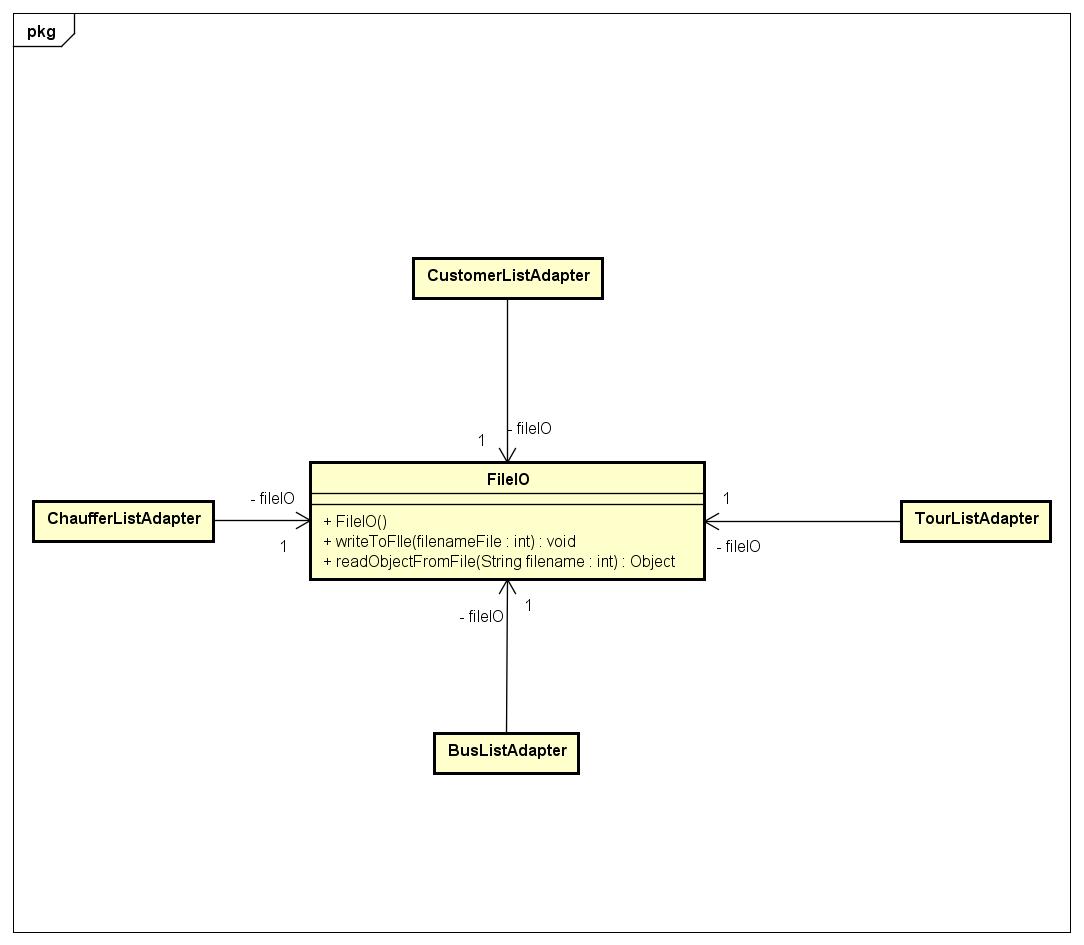 pkg
CustomerListAdapter
- fileIO
1
FileIO
+ FileIO()
+ writeToFIle(filenameFile : int) : void
+ readObjectFromFile(String filename : int) : Object
ChaufferListAdapter
- fileIO
1
1
- fileIO
TourListAdapter
- fileIO
1
BusListAdapter